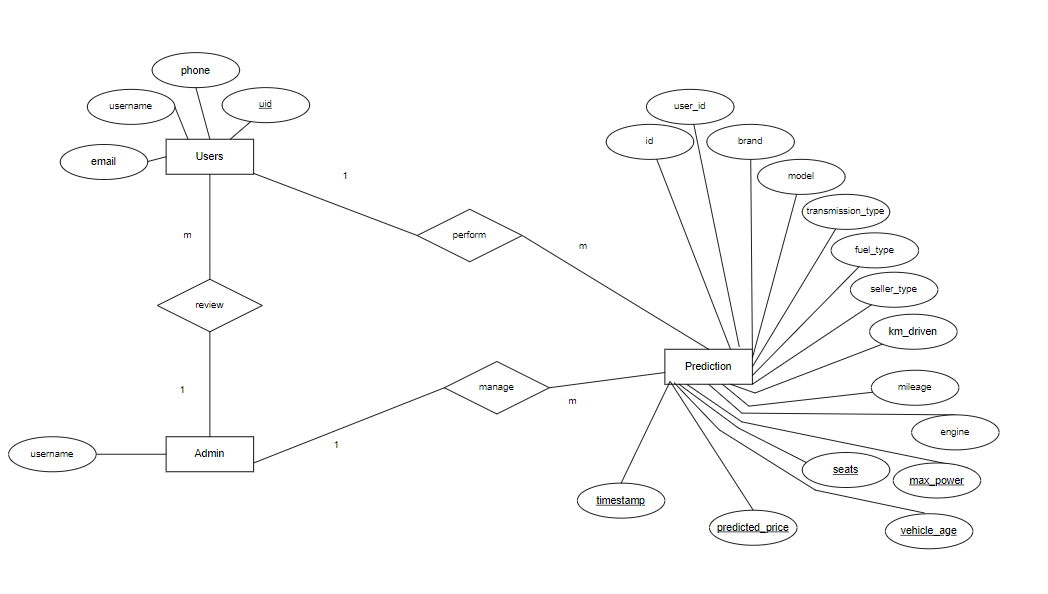 phone
username
uid
email
Users
user_id
id
brand
model
transmission_type
fuel_type
seller_type
km_driven
mileage
engine
max_power
seats
vehicle_age
predicted_price
timestamp
Prediction
1
perform
m
m
review
1
manage
m
1
Admin
username